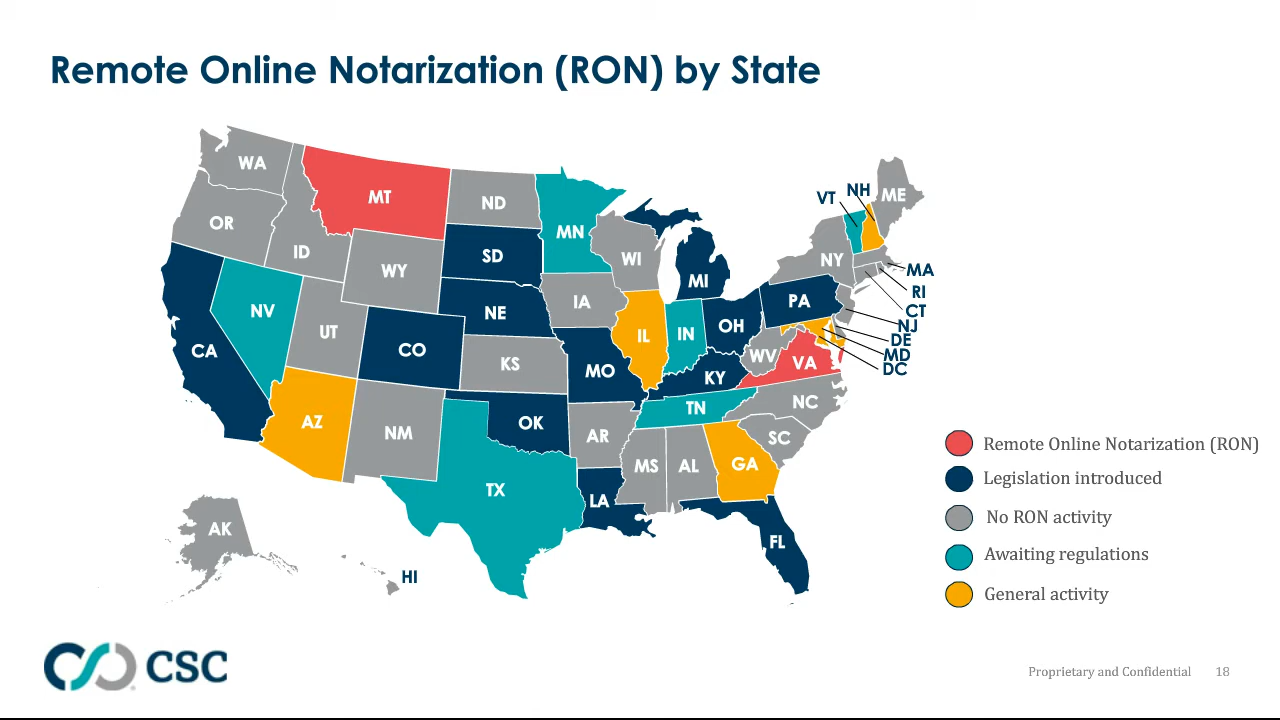 Remote Online Notarization (RON) by State
WA
MT
ND
MN
VT
NH
ME
OR
ID
WY
SD
WI
MI
NY
MA
RI
CT
NJ
DE
MD
DC
NV
UT
CO
NE
IA
IL
IN
OH
PA
CA
KS
MO
KY
WV
VA
AZ
NM
OK
AR
TN
NC
SC
TX
LA
MS
AL
GA
FL
AK
HI
Remote Online Notarization (RON)
Legislation introduced
No RON activity
Awaiting regulations
General activity
CSC
Proprietary and Confidential 18